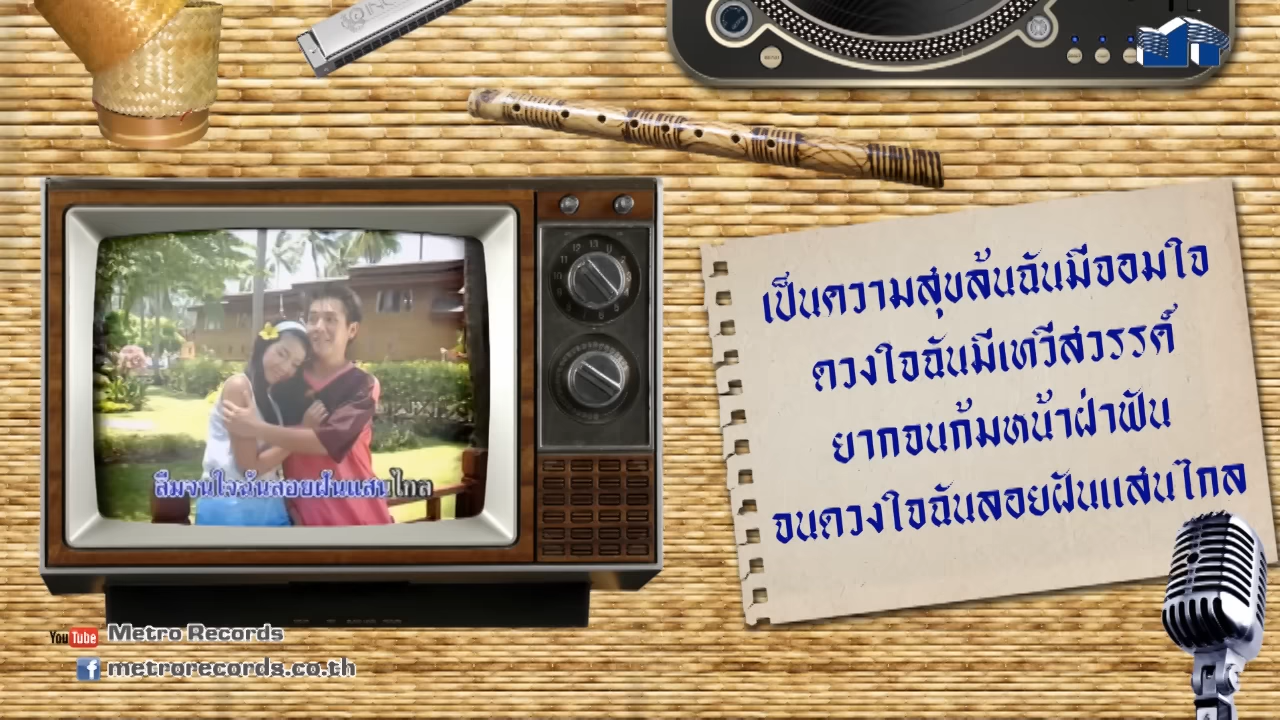 เป็นความสุขล้นฉันมีจอมใจ
ดวงใจฉันมีเทวีสวรรค์
ยากจนก้มหน้าฝ่าฟัน
จนดวงใจฉันลอยฝันแสนไกล
ลืมจนใจฉันลอยฝันแสนไกล
YouTube Metro Records
f metrorecords.co.th